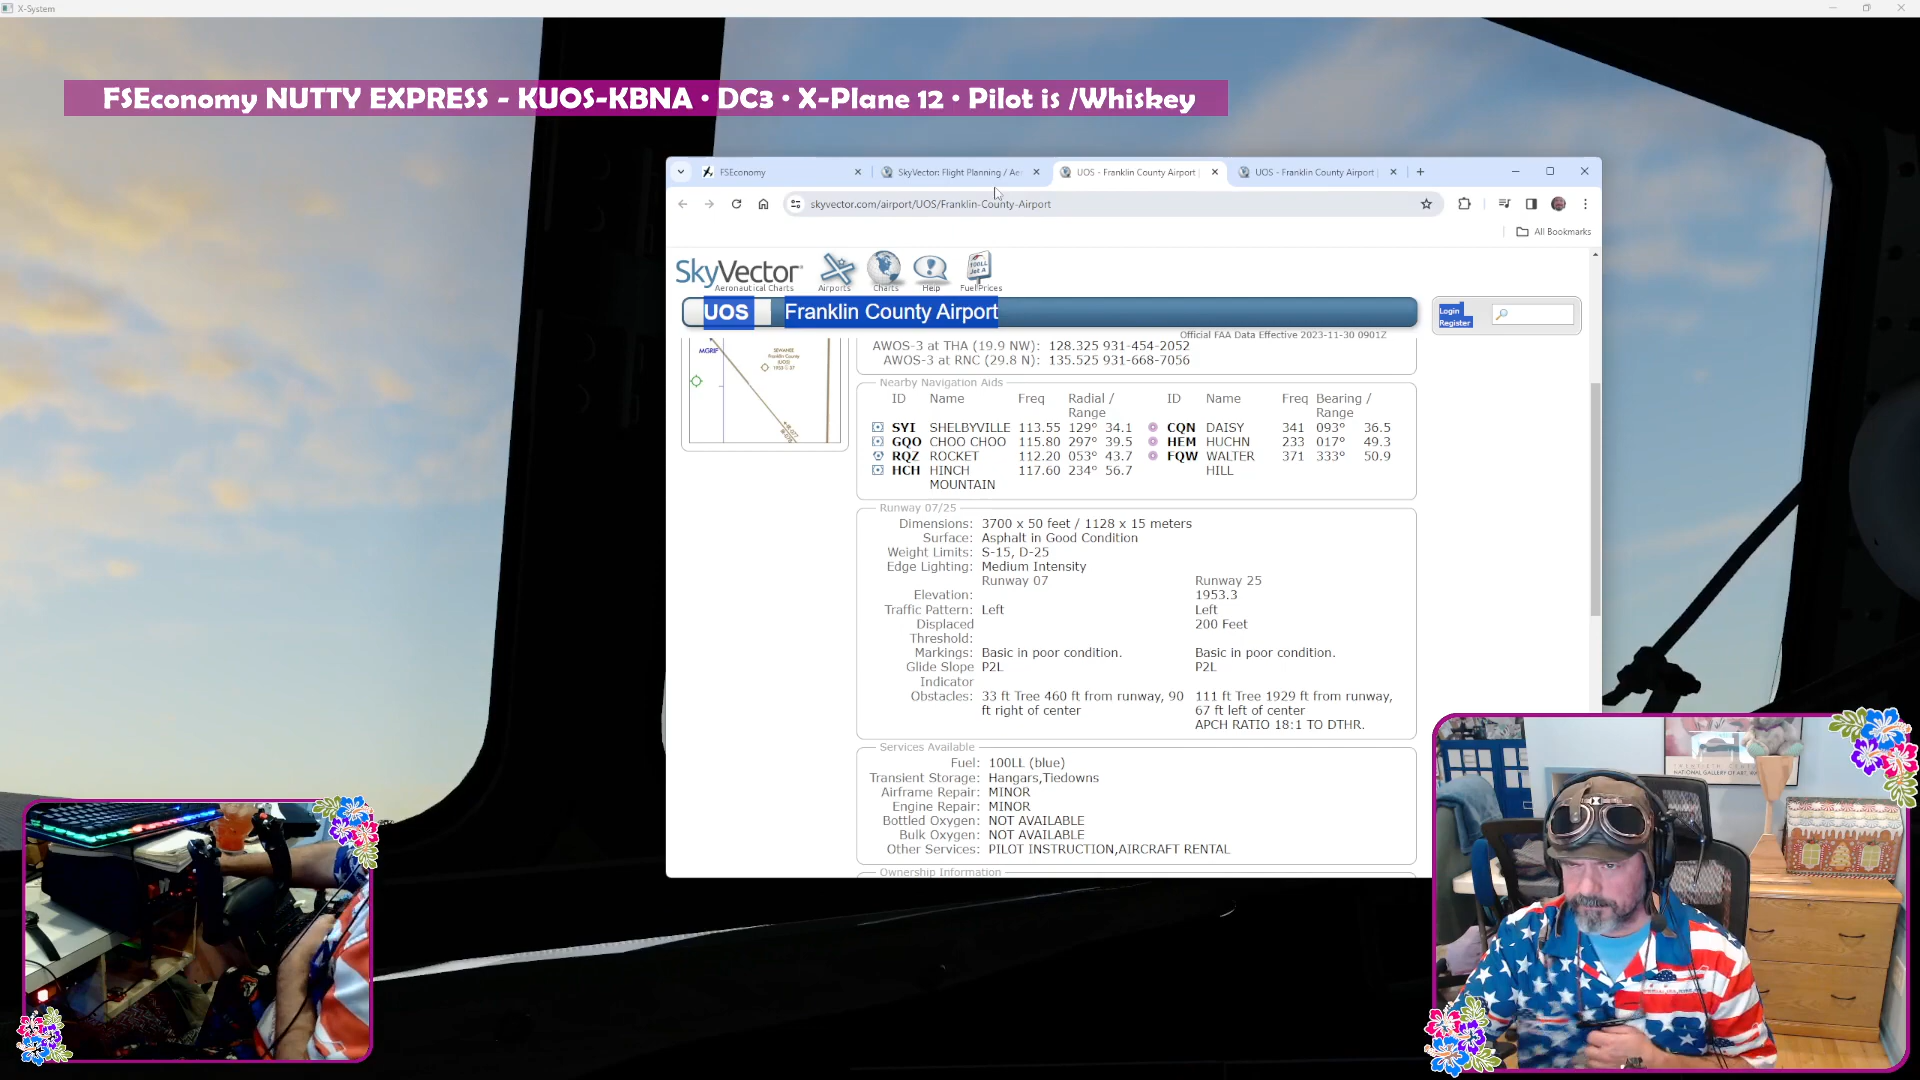 X-System
FSEconomy NUTTY EXPRESS - KUOS-KBNA • DC3 • X-Plane 12 • Pilot is /Whiskey
FSEconomy
SkyVector: Flight Planning / Ae
UOS - Franklin County Airport
UOS - Franklin County Airport
skyvector.com/airport/UOS/Franklin-County-Airport
All Bookmarks
SkyVector
Aeronautical Charts
Airports
Charts
Help
100LL
Jet A
Fuel Prices
UOS Franklin County Airport
Login
Register
Official FAA Data Effective 2023-11-30 0901Z
AWOS-3 at THA (19.9 NW): 128.325 931-454-2052
AWOS-3 at RNC (29.8 N): 135.525 931-668-7056
MGRIF
SEWANEE
Franklin County
(UOS)
Nearby Navigation Aids
ID Name Freq Radial / Range ID Name Freq Bearing / Range
SYI SHELBYVILLE 113.55 129° 34.1 CQN DAISY 341 093° 36.5
GQO CHOO CHOO 115.80 297° 39.5 HEM HUCHN 233 017° 49.3
RQZ ROCKET 112.20 053° 43.7 FQW WALTER HILL 371 333° 50.9
HCH HINCH MOUNTAIN 117.60 234° 56.7
Runway 07/25
Dimensions: 3700 x 50 feet / 1128 x 15 meters
Surface: Asphalt in Good Condition
Weight Limits: S-15, D-25
Edge Lighting: Medium Intensity
Runway 07 Runway 25
Elevation: 1953.3
Traffic Pattern: Left Left
Displaced Threshold: 200 Feet
Markings: Basic in poor condition. Basic in poor condition.
Glide Slope Indicator P2L P2L
Obstacles: 33 ft Tree 460 ft from runway, 90 ft right of center 111 ft Tree 1929 ft from runway, 67 ft left of center
APCH RATIO 18:1 TO DTHR.
Services Available
Fuel: 100LL (blue)
Transient Storage: Hangars,Tiedowns
Airframe Repair: MINOR
Engine Repair: MINOR
Bottled Oxygen: NOT AVAILABLE
Bulk Oxygen: NOT AVAILABLE
Other Services: PILOT INSTRUCTION,AIRCRAFT RENTAL
Ownership Information